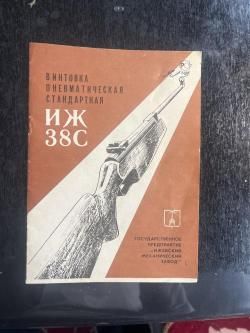 ВИНТОВКА
ПНЕВМАТИЧЕСКАЯ
СТАНДАРТНАЯ
ИЖ
38С
ГОСУДАРСТВЕННОЕ
ПРЕДПРИЯТИЕ
„ИЖЕВСКИЙ
МЕХАНИЧЕСКИЙ
ЗАВОД"